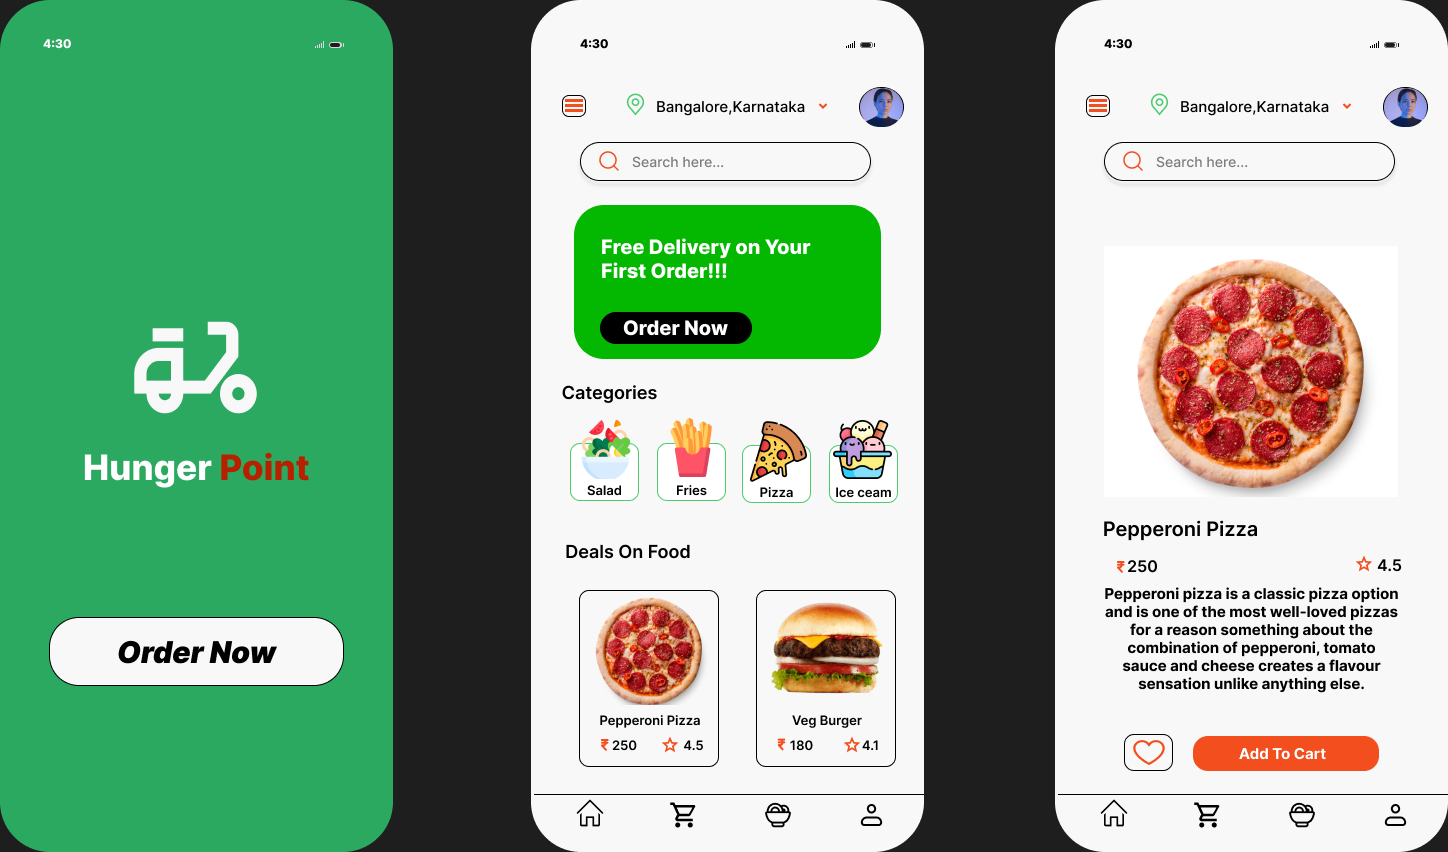 4:30
Hunger Point
Order Now
4:30
Bangalore,Karnataka
Search here...
Free Delivery on Your
First Order!!!
Order Now
Categories
Salad
Fries
Pizza
Ice ceam
Deals On Food
Pepperoni Pizza
₹ 250
4.5
Veg Burger
₹ 180
4.1
4:30
Bangalore,Karnataka
Search here...
Pepperoni Pizza
₹ 250
4.5
Pepperoni pizza is a classic pizza option
and is one of the most well-loved pizzas
for a reason something about the
combination of pepperoni, tomato
sauce and cheese creates a flavour
sensation unlike anything else.
Add To Cart